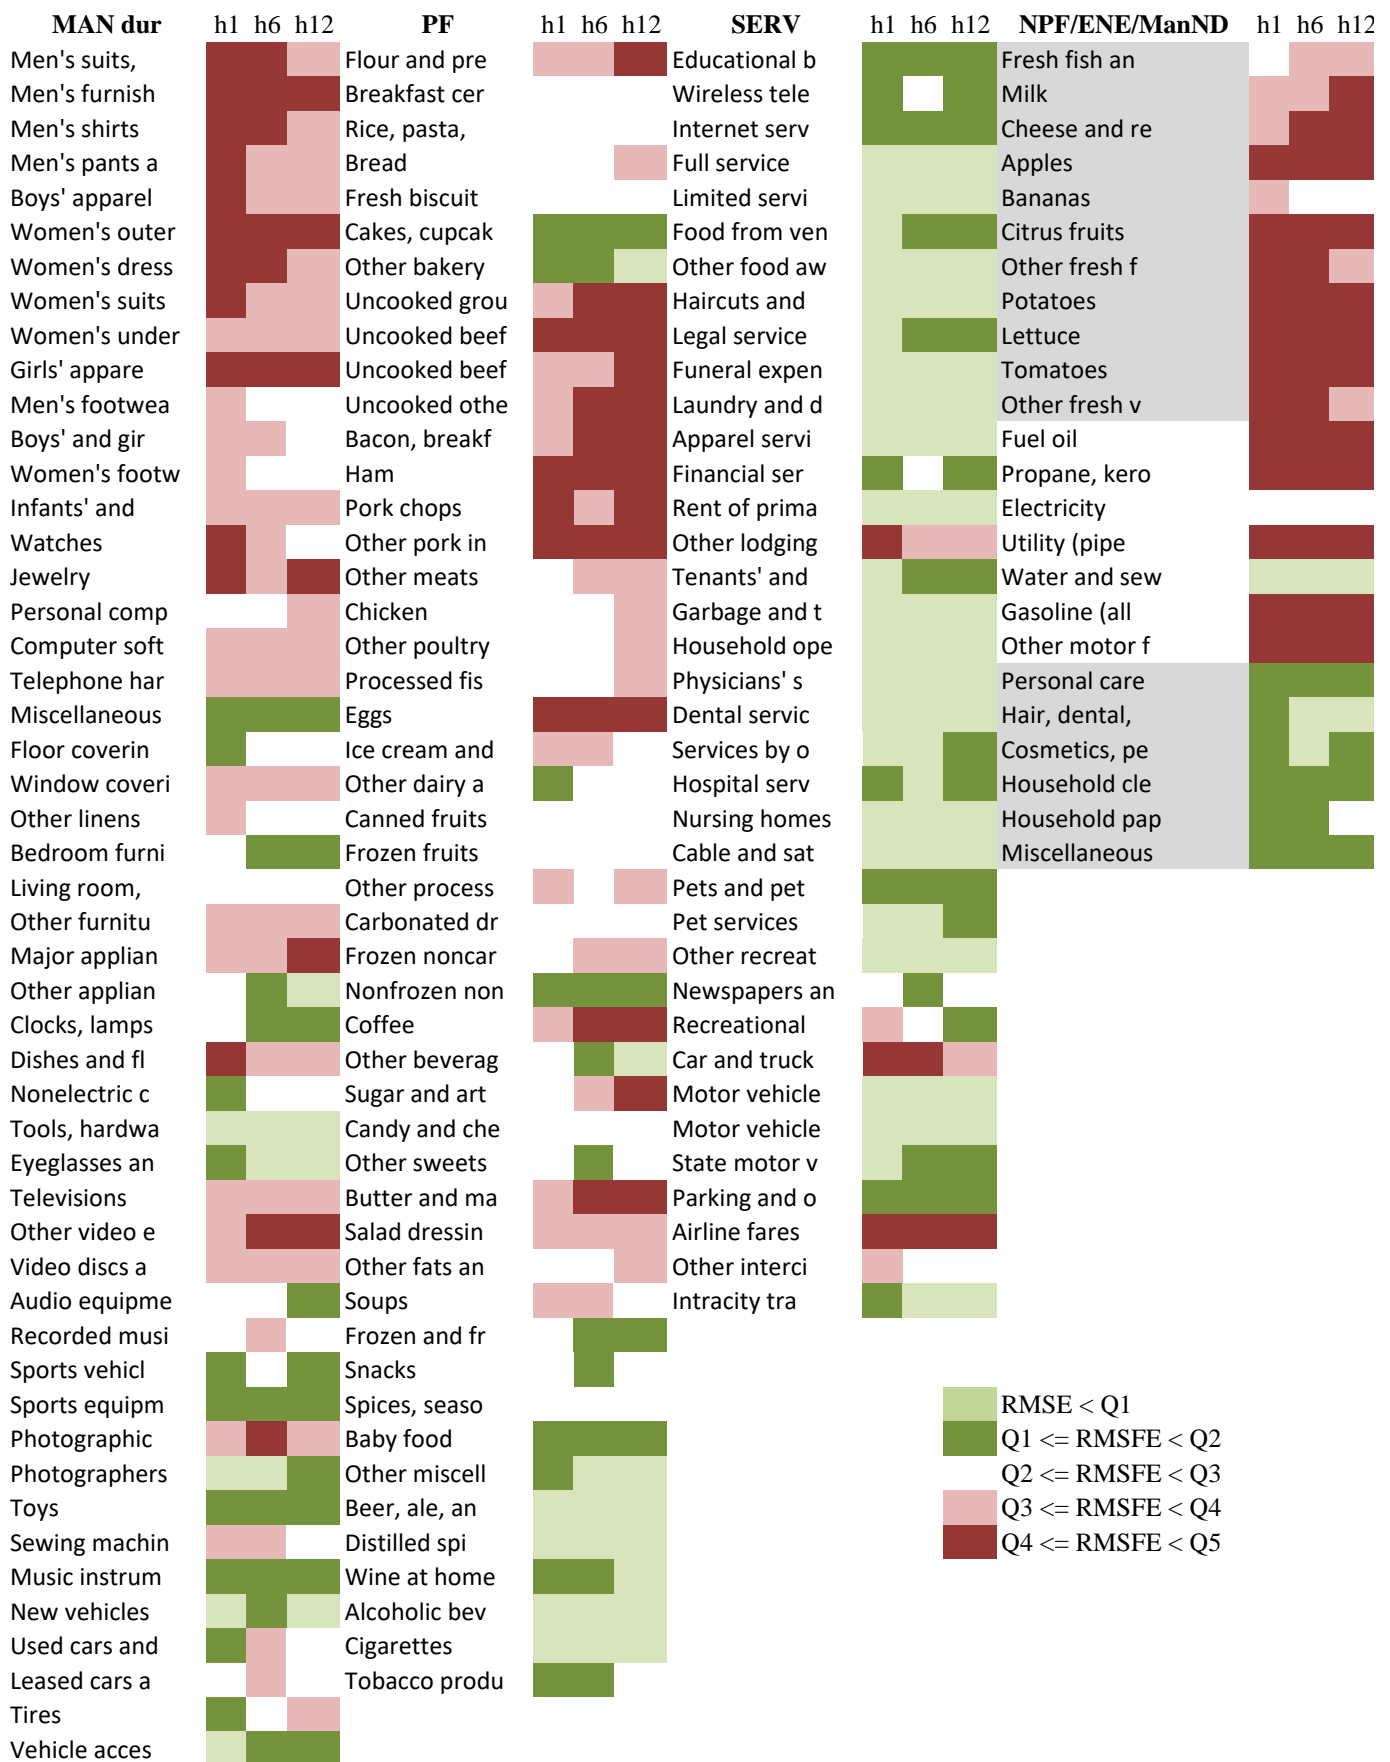 MAN dur h1 h6 h12 PF h1 h6 h12 SERV h1 h6 h12 NPF/ENE/ManND h1 h6 h12
Men's suits, Flour and pre Educational b Fresh fish an
Men's furnish Breakfast cer Wireless tele Milk
Men's shirts Rice, pasta, Internet serv Cheese and re
Men's pants a Bread Full service Apples
Boys' apparel Fresh biscuit Limited servi Bananas
Women's outer Cakes, cupcak Food from ven Citrus fruits
Women's dress Other bakery Other food aw Other fresh f
Women's suits Uncooked grou Haircuts and Potatoes
Women's under Uncooked beef Legal service Lettuce
Girls' appare Uncooked beef Funeral expen Tomatoes
Men's footwea Uncooked othe Laundry and d Other fresh v
Boys' and gir Bacon, breakf Apparel servi Fuel oil
Women's footw Ham Financial ser Propane, kero
Infants' and Pork chops Rent of prima Electricity
Watches Other pork in Other lodging Utility (pipe
Jewelry Other meats Tenants' and Water and sew
Personal comp Chicken Garbage and t Gasoline (all
Computer soft Other poultry Household ope Other motor f
Telephone har Processed fis Physicians' s Personal care
Miscellaneous Eggs Dental servic Hair, dental,
Floor coverin Ice cream and Services by o Cosmetics, pe
Window coveri Other dairy a Hospital serv Household cle
Other linens Canned fruits Nursing homes Household pap
Bedroom furni Frozen fruits Cable and sat Miscellaneous
Living room, Other process Pets and pet
Other furnitu Carbonated dr Pet services
Major applian Frozen noncar Other recreat
Other applian Nonfrozen non Newspapers an
Clocks, lamps Coffee Recreational
Dishes and fl Other beverag Car and truck
Nonelectric c Sugar and art Motor vehicle
Tools, hardwa Candy and che Motor vehicle
Eyeglasses an Other sweets State motor v
Televisions Butter and ma Parking and o
Other video e Salad dressin Airline fares
Video discs a Other fats an Other interci
Audio equipme Soups Intracity tra
Recorded musi Frozen and fr
Sports vehicl Snacks
Sports equipm Spices, seaso RMSE < Q1
Photographic Baby food Q1 <= RMSFE < Q2
Photographers Other miscell Q2 <= RMSFE < Q3
Toys Beer, ale, an Q3 <= RMSFE < Q4
Sewing machin Distilled spi Q4 <= RMSFE < Q5
Music instrum Wine at home
New vehicles Alcoholic bev
Used cars and Cigarettes
Leased cars a Tobacco produ
Tires
Vehicle acces